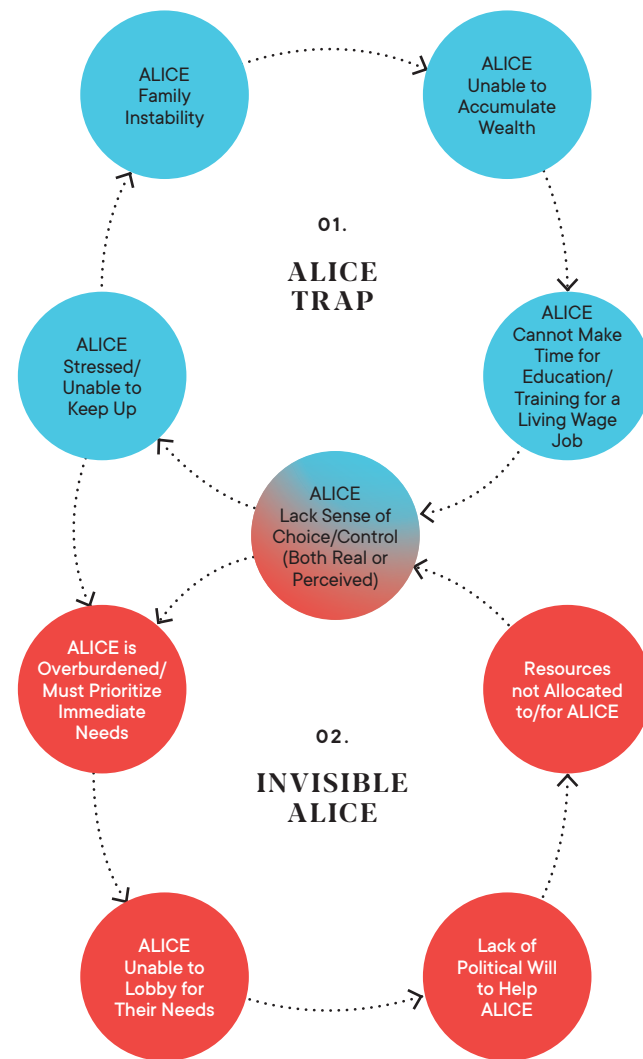 ALICE
Family
Instability
ALICE
Unable to
Accumulate
Wealth
01.
ALICE
TRAP
ALICE
Stressed/
Unable to
Keep Up
ALICE
Cannot Make
Time for
Education/
Training for a
Living Wage
Job
ALICE
Lack Sense of
Choice/Control
(Both Real or
Perceived)
ALICE is
Overburdened/
Must Prioritize
Immediate
Needs
Resources
not Allocated
to/for ALICE
02.
INVISIBLE
ALICE
ALICE
Unable to
Lobby for
Their Needs
Lack of
Political Will
to Help
ALICE